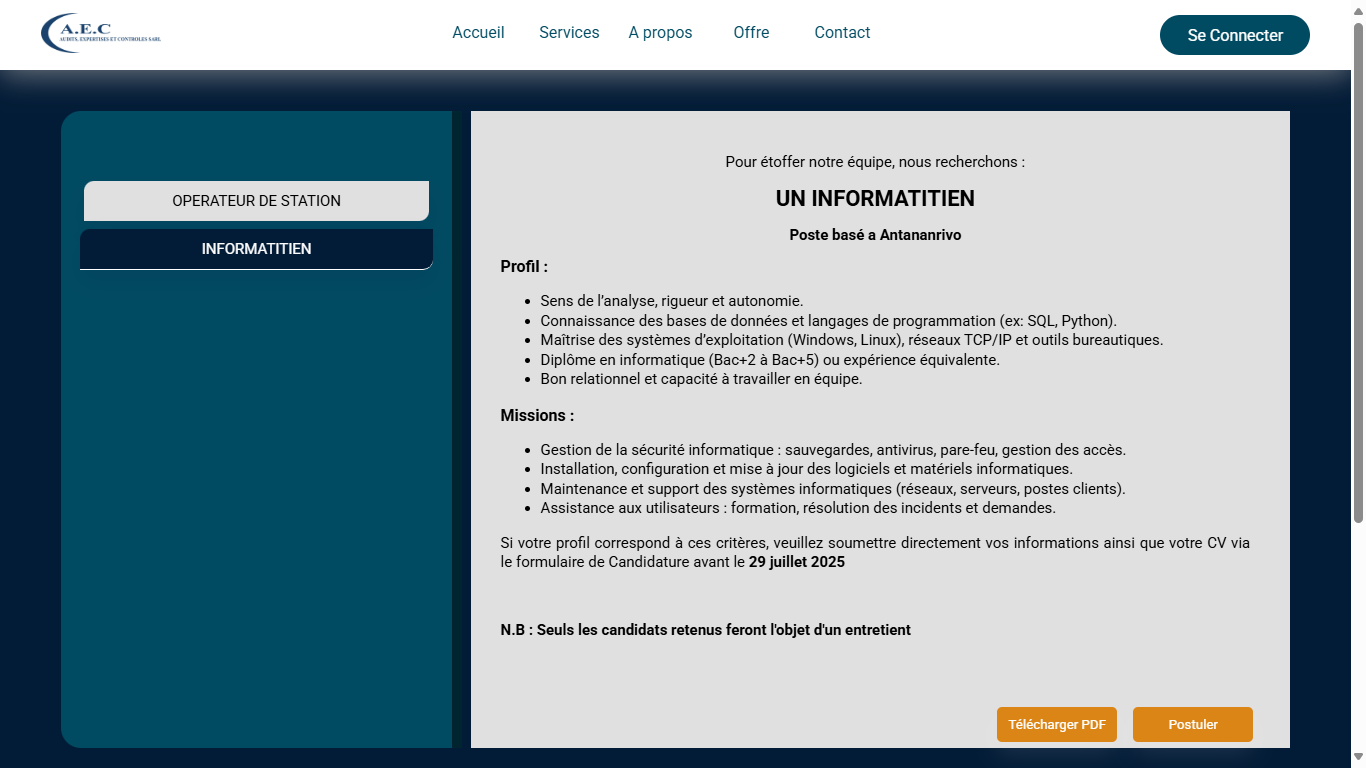 A.E.C
AUDITS, EXPERTISES ET CONTROLES SARL
Accueil
Services
A propos
Offre
Contact
Se Connecter
OPERATEUR DE STATION
INFORMATITIEN
Pour étoffer notre équipe, nous recherchons :
UN INFORMATITIEN
Poste basé a Antananrivo
Profil :
• Sens de l’analyse, rigueur et autonomie.
• Connaissance des bases de données et langages de programmation (ex: SQL, Python).
• Maîtrise des systèmes d’exploitation (Windows, Linux), réseaux TCP/IP et outils bureautiques.
• Diplôme en informatique (Bac+2 à Bac+5) ou expérience équivalente.
• Bon relationnel et capacité à travailler en équipe.
Missions :
• Gestion de la sécurité informatique : sauvegardes, antivirus, pare-feu, gestion des accès.
• Installation, configuration et mise à jour des logiciels et matériels informatiques.
• Maintenance et support des systèmes informatiques (réseaux, serveurs, postes clients).
• Assistance aux utilisateurs : formation, résolution des incidents et demandes.
Si votre profil correspond à ces critères, veuillez soumettre directement vos informations ainsi que votre CV via
le formulaire de Candidature avant le 29 juillet 2025
N.B : Seuls les candidats retenus feront l'objet d'un entretient
Télécharger PDF
Postuler